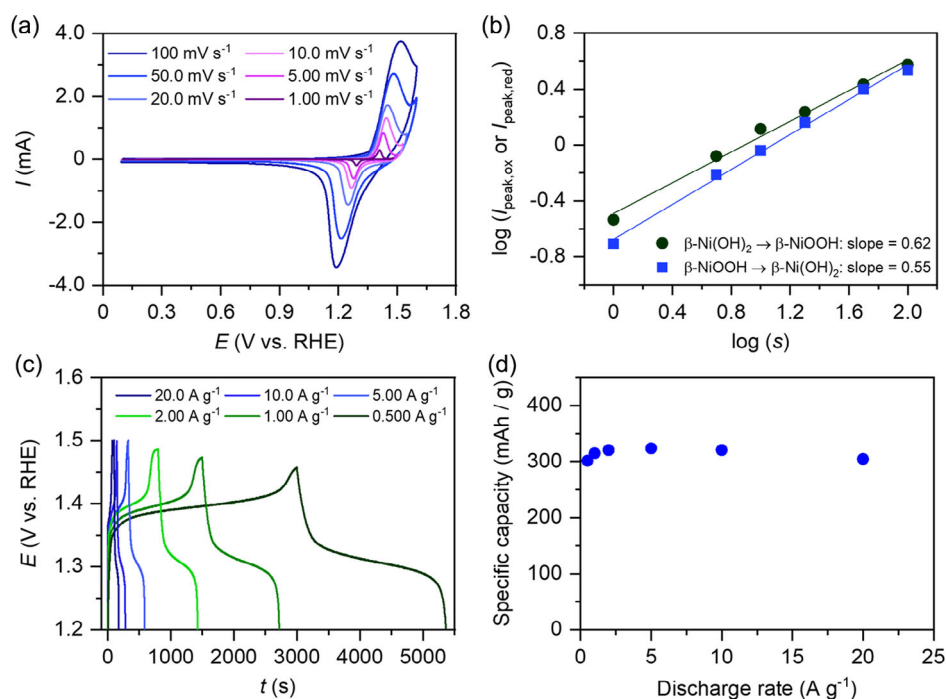 (a)
4.0
2.0
0
-2.0
-4.0
I (mA)
100 mV s⁻¹
50.0 mV s⁻¹
20.0 mV s⁻¹
10.0 mV s⁻¹
5.00 mV s⁻¹
1.00 mV s⁻¹
0 0.3 0.6 0.9 1.2 1.5 1.8
E (V vs. RHE)
(b)
0.8
0.4
0
-0.4
-0.8
log (I peak,ox or I peak,red)
β-Ni(OH)₂ → β-NiOOH: slope = 0.62
β-NiOOH → β-Ni(OH)₂: slope = 0.55
0 0.4 0.8 1.2 1.6 2.0
log (s)
(c)
1.6
1.5
1.4
1.3
1.2
E (V vs. RHE)
20.0 A g⁻¹ 10.0 A g⁻¹ 5.00 A g⁻¹
2.00 A g⁻¹ 1.00 A g⁻¹ 0.500 A g⁻¹
0 1000 2000 3000 4000 5000
t (s)
(d)
400
300
200
100
0
Specific capacity (mAh / g)
0 5 10 15 20 25
Discharge rate (A g⁻¹)